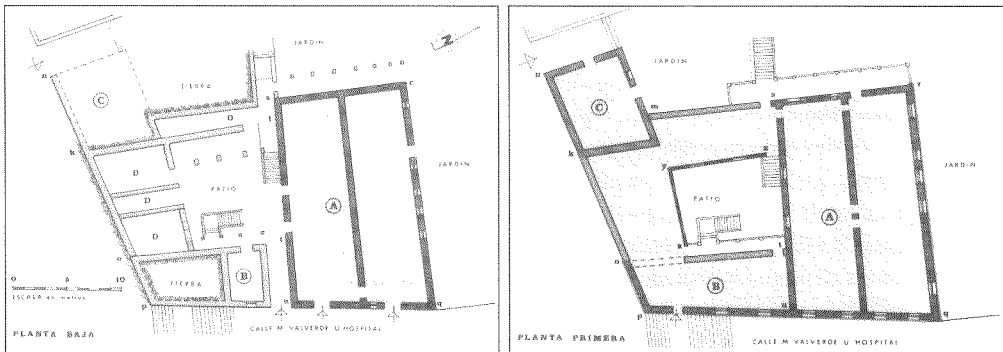 JARDIN
N
n
C
TIERRA
D
s
r
k
l
D
JARDIN
D
PATIO
A
D
t
o
B
TIERRA
0 5 10
ESCALA en metros
p
u
q
PLANTA BAJA
CALLE M VALVERDE U HOSPITAL
JARDIN
n
C
m
s
r
k
y
z
JARDIN
PATIO
A
o
x
t
B
p
u
q
PLANTA PRIMERA
CALLE M VALVERDE U HOSPITAL